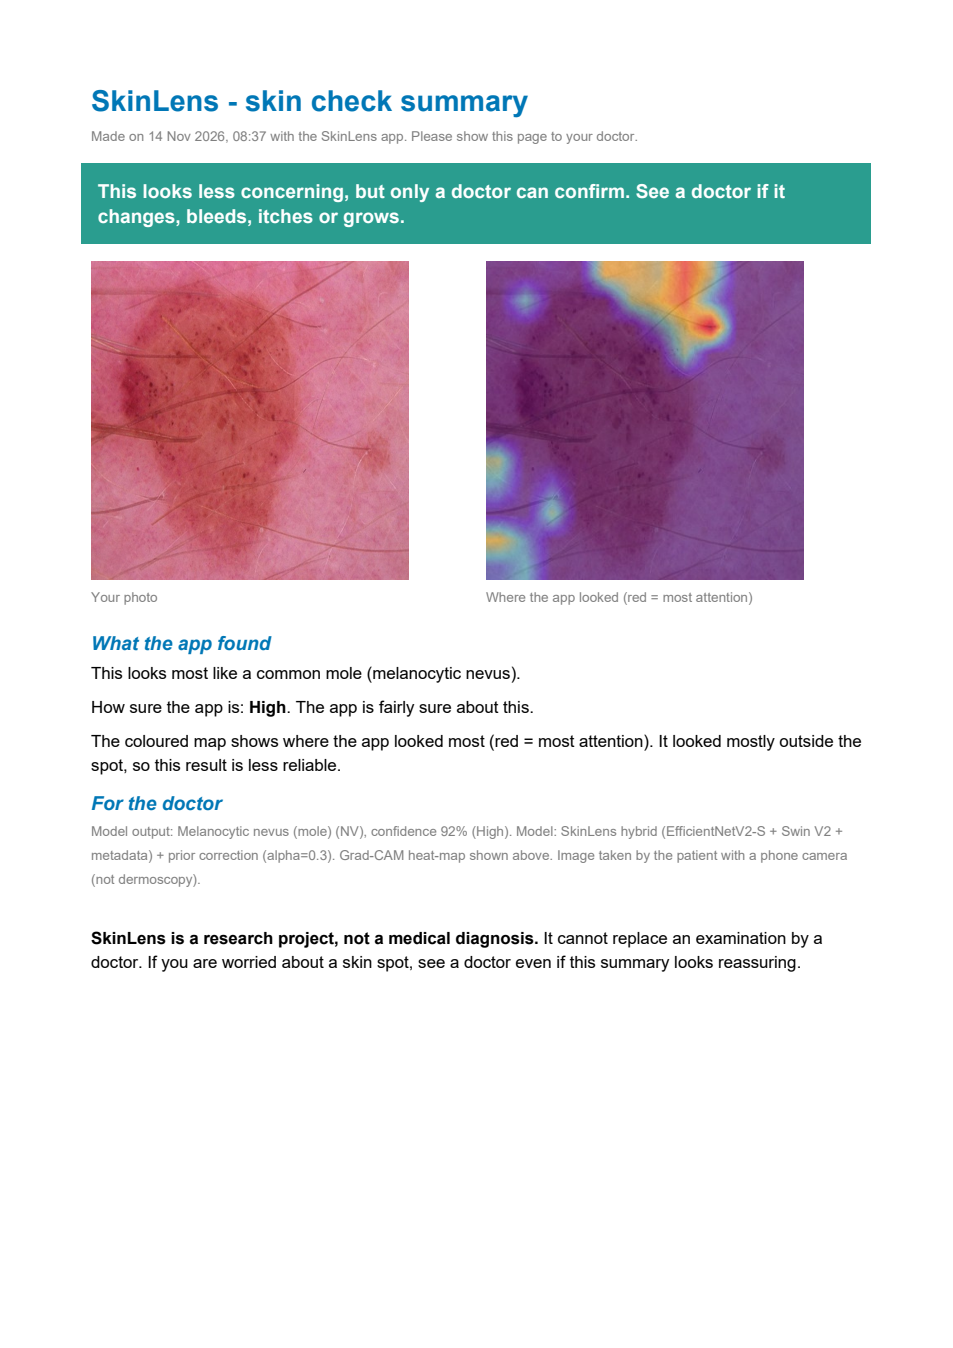 SkinLens - skin check summary
Made on 14 Nov 2026, 08:37 with the SkinLens app. Please show this page to your doctor.
This looks less concerning, but only a doctor can confirm. See a doctor if it
changes, bleeds, itches or grows.
Your photo
Where the app looked (red = most attention)
What the app found
This looks most like a common mole (melanocytic nevus).
How sure the app is: High. The app is fairly sure about this.
The coloured map shows where the app looked most (red = most attention). It looked mostly outside the
spot, so this result is less reliable.
For the doctor
Model output: Melanocytic nevus (mole) (NV), confidence 92% (High). Model: SkinLens hybrid (EfficientNetV2-S + Swin V2 +
metadata) + prior correction (alpha=0.3). Grad-CAM heat-map shown above. Image taken by the patient with a phone camera
(not dermoscopy).
SkinLens is a research project, not a medical diagnosis. It cannot replace an examination by a
doctor. If you are worried about a skin spot, see a doctor even if this summary looks reassuring.